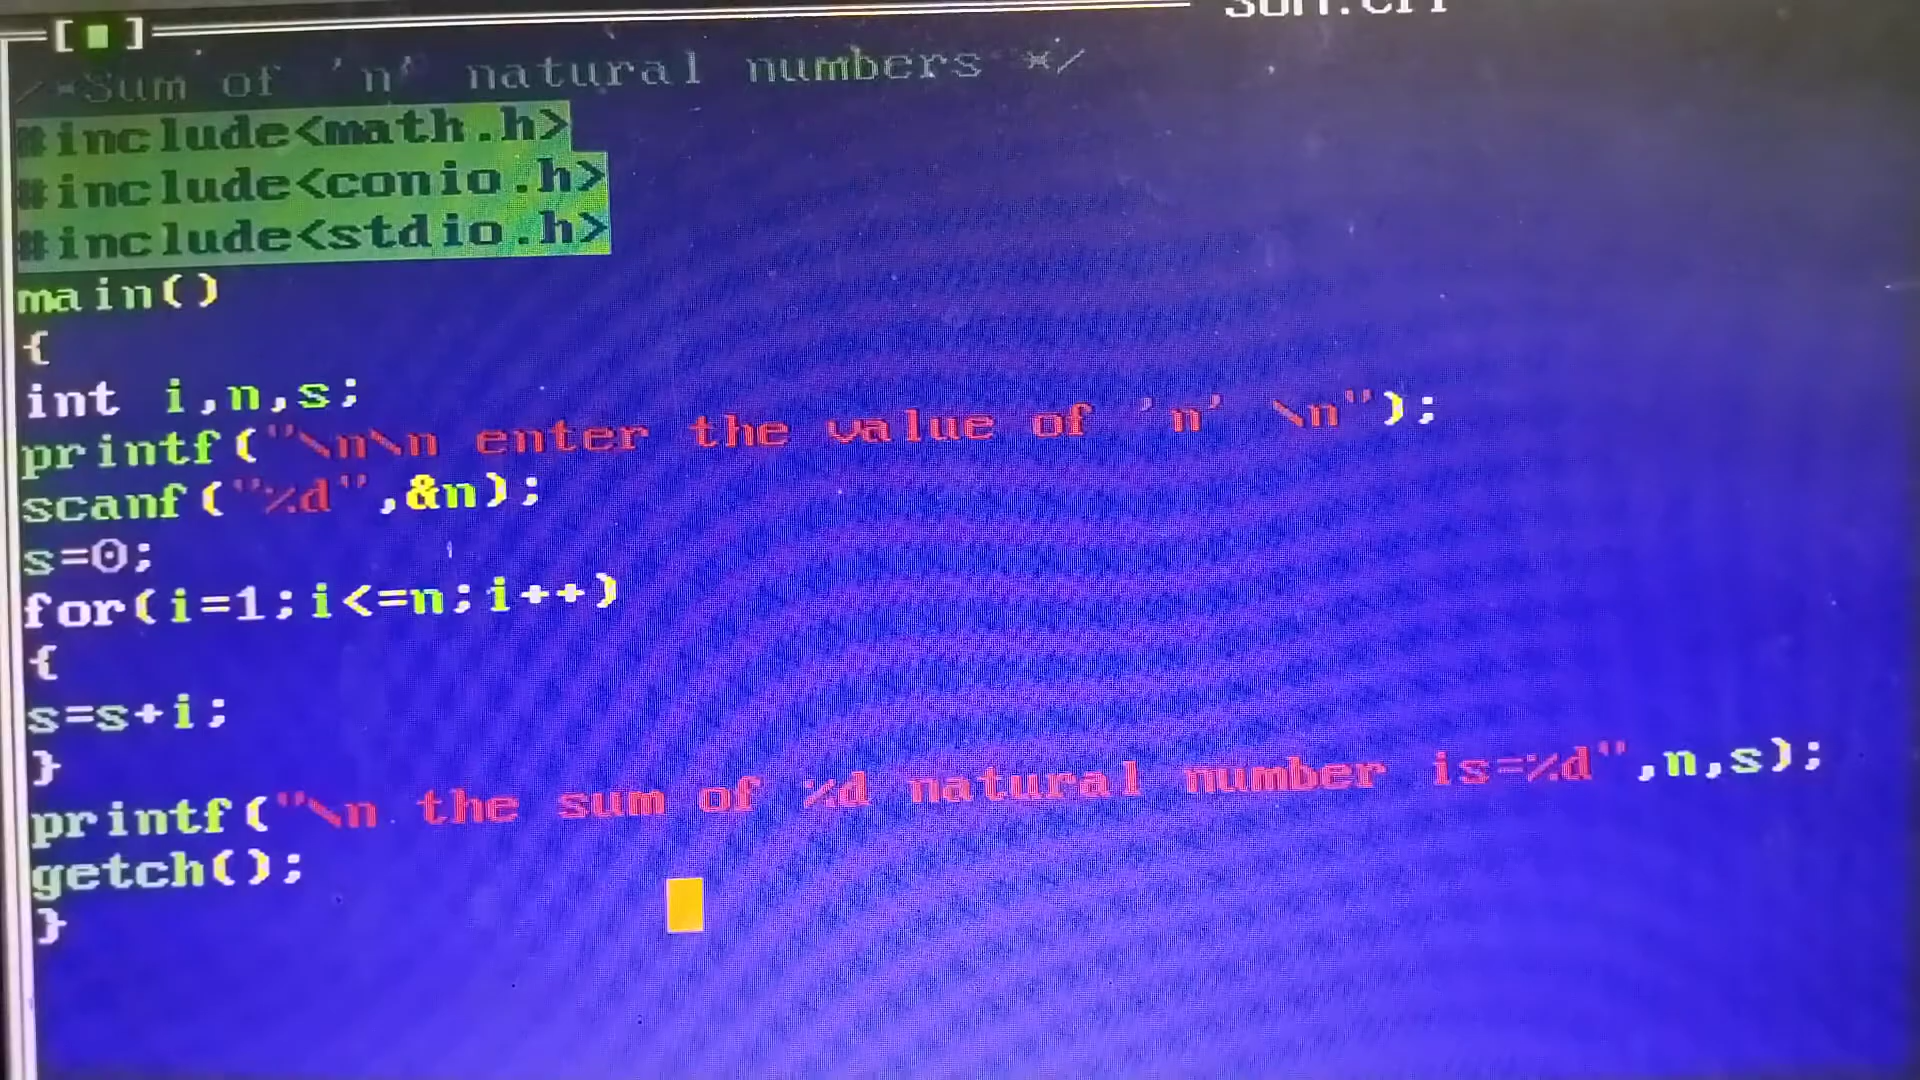 [■]
/*Sum of 'n' natural numbers */
#include<math.h>
#include<conio.h>
#include<stdio.h>
main()
{
int i,n,s;
printf("\n\n enter the value of 'n' \n");
scanf("%d",&n);
s=0;
for(i=1;i<=n;i++)
{
s=s+i;
}
printf("\n the sum of %d natural number is=%d",n,s);
getch();
}